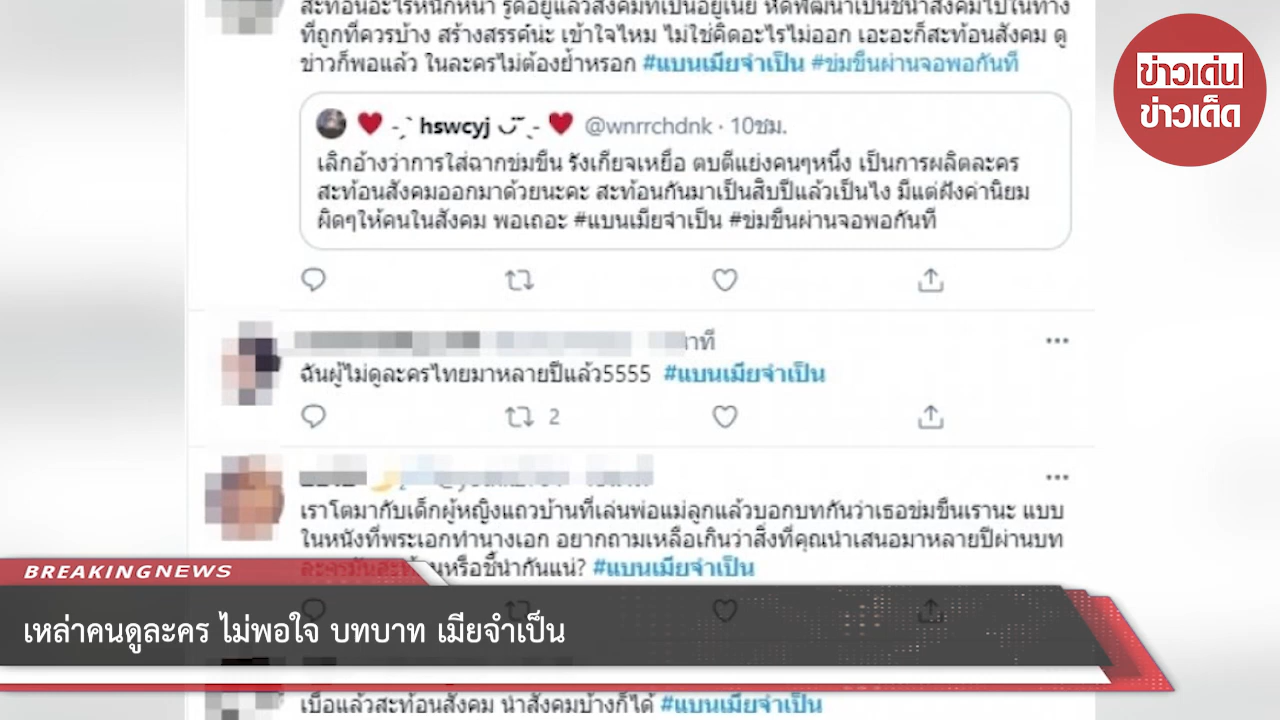 สะท้อนอะไรหนักหนา รู้ดีอยู่แล้วสังคมที่เป็นอยู่เนี่ย หัดพัฒนาเป็นชี้นำสังคมไปในทาง
ที่ถูกที่ควรบ้าง สร้างสรรค์น่ะ เข้าใจไหม ไม่ใช่คิดอะไรไม่ออก เอะอะก็สะท้อนสังคม ดู
ข่าวก็พอแล้ว ในละครไม่ต้องย้ำหรอก #แบนเมียจำเป็น #ข่มขืนผ่านจอพอกันที
ข่าวเด่น
ข่าวเด็ด
hswcyj @wnrrchdnk · 10ชม.
เลิกอ้างว่าการใส่ฉากข่มขืน รังเกียจเหยื่อ ตบตีแย่งคนๆหนึ่ง เป็นการผลิตละคร
สะท้อนสังคมออกมาด้วยนะคะ สะท้อนกันมาเป็นสิบปีแล้วเป็นไง มีแต่ฝังค่านิยม
ผิดๆให้คนในสังคม พอเถอะ #แบนเมียจำเป็น #ข่มขืนผ่านจอพอกันที
ฉันผู้ไม่ดูละครไทยมาหลายปีแล้ว5555 #แบนเมียจำเป็น
2
เราโตมากับเด็กผู้หญิงแถวบ้านที่เล่นพ่อแม่ลูกแล้วบอกบทกันว่าเธอข่มขืนเรานะ แบบ
ในหนังที่พระเอกทำนางเอก อยากถามเหลือเกินว่าสิ่งที่คุณนำเสนอมาหลายปีผ่านบท
หรือชี้นำกันแน่? #แบนเมียจำเป็น
BREAKING NEWS
เหล่าคนดูละคร ไม่พอใจ บทบาท เมียจำเป็น
เบื่อแล้วสะท้อนสังคม นำสังคมบ้างก็ได้ #แบนเมียจำเป็น